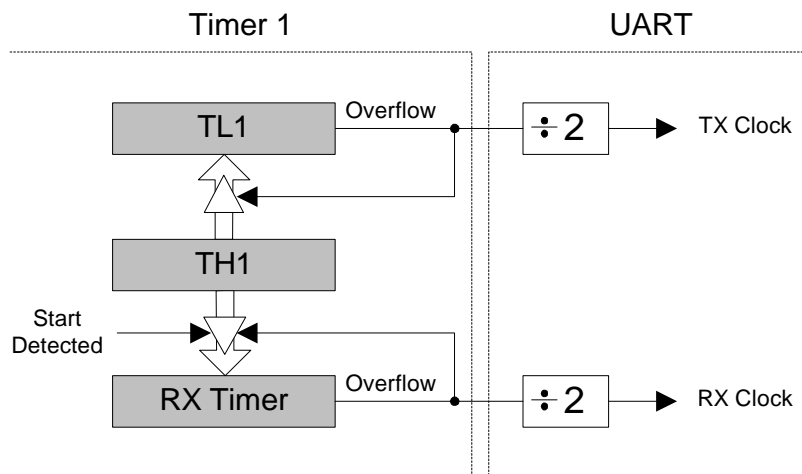 Timer 1
UART
TL1
Overflow
÷ 2
TX Clock
TH1
Start
Detected
RX Timer
Overflow
÷ 2
RX Clock